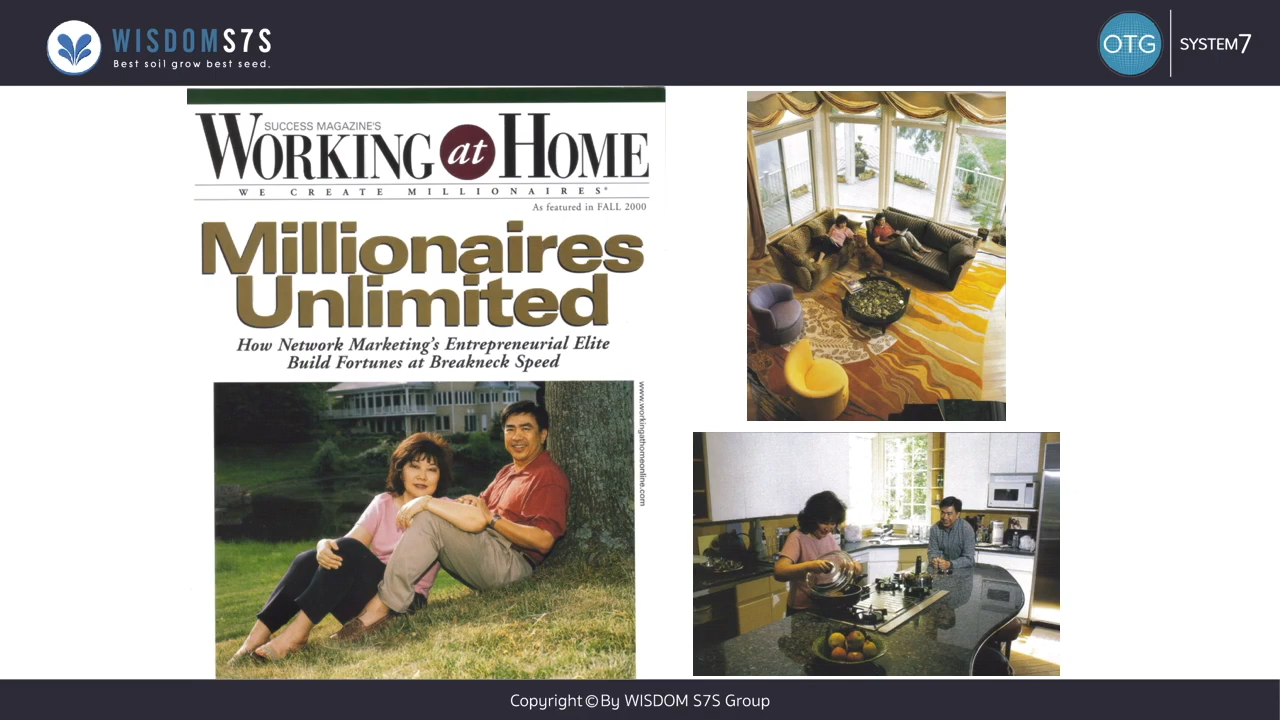 WISDOMS7S
Best soil grow best seed.
OTG
SYSTEM7
SUCCESS MAGAZINE'S
WORKING at HOME
WE CREATE MILLIONAIRES®
As featured in FALL 2000
Millionaires
Unlimited
How Network Marketing's Entrepreneurial Elite
Build Fortunes at Breakneck Speed
www.workingathomeonline.com
Copyright©By WISDOM S7S Group